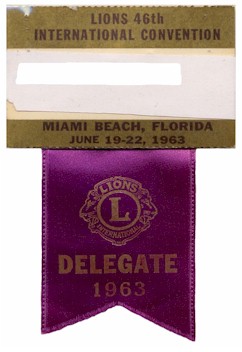 LIONS 46th
INTERNATIONAL CONVENTION
MIAMI BEACH, FLORIDA
JUNE 19-22, 1963
LIONS
L
INTERNATIONAL
DELEGATE
1963